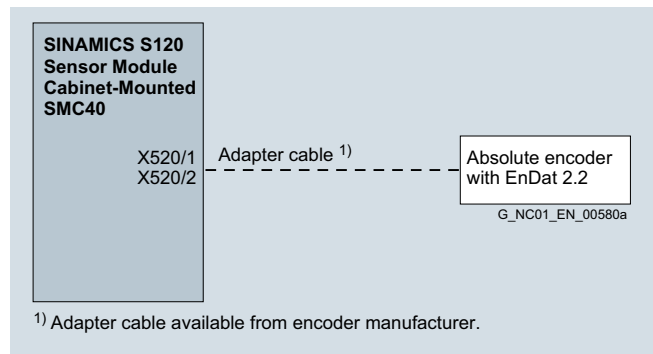 SINAMICS S120
Sensor Module
Cabinet-Mounted
SMC40
X520/1
X520/2
Adapter cable 1)
Absolute encoder
with EnDat 2.2
G_NC01_EN_00580a
1) Adapter cable available from encoder manufacturer.